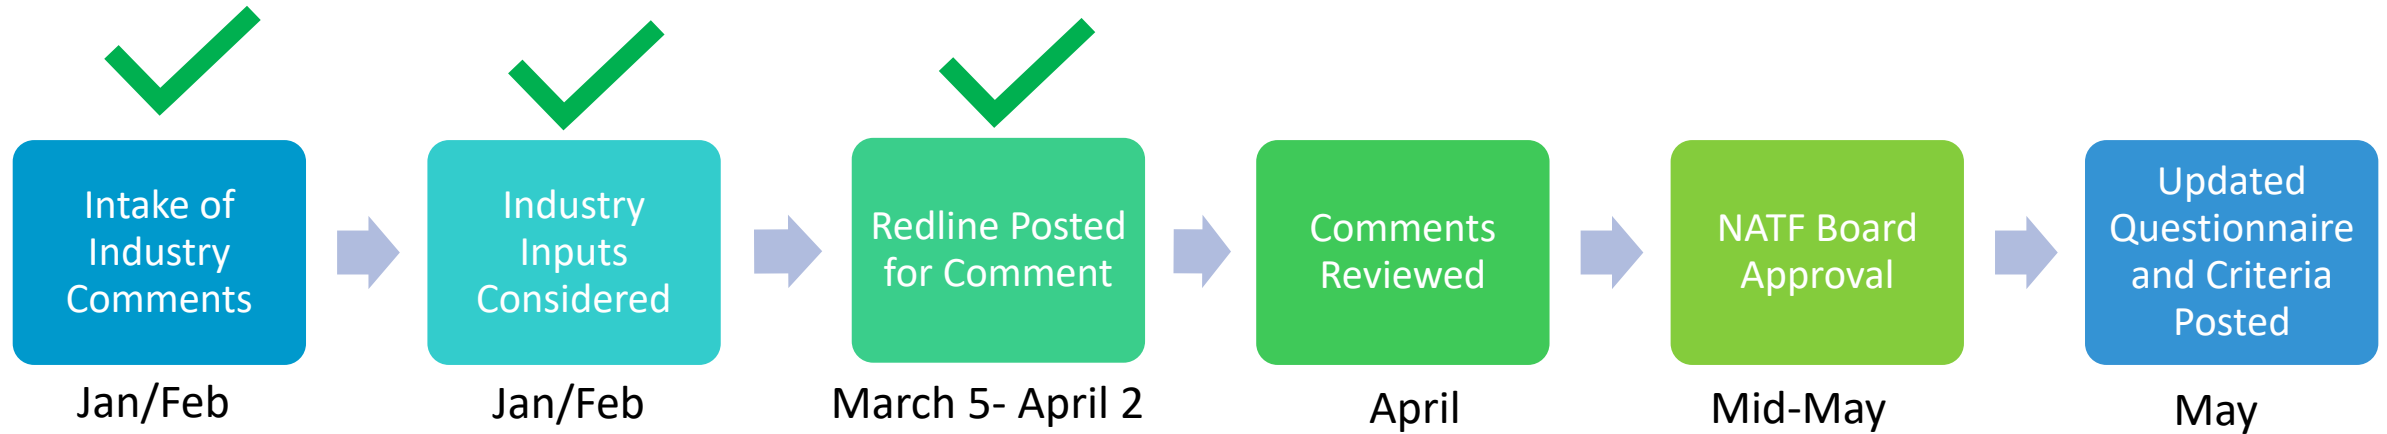 Intake of
Industry
Comments
Jan/Feb
Industry
Inputs
Considered
Jan/Feb
Redline Posted
for Comment
March 5- April 2
Comments
Reviewed
April
NATF Board
Approval
Mid-May
Updated
Questionnaire
and Criteria
Posted
May